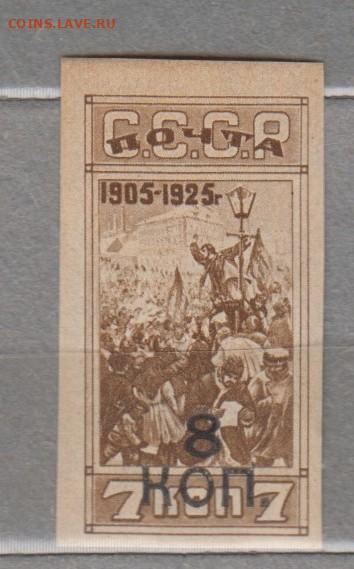 COINS.LAVE.RU
С.С.С.Р
ПОЧТА
1905-1925г
8
КОП.
7 КОП 7